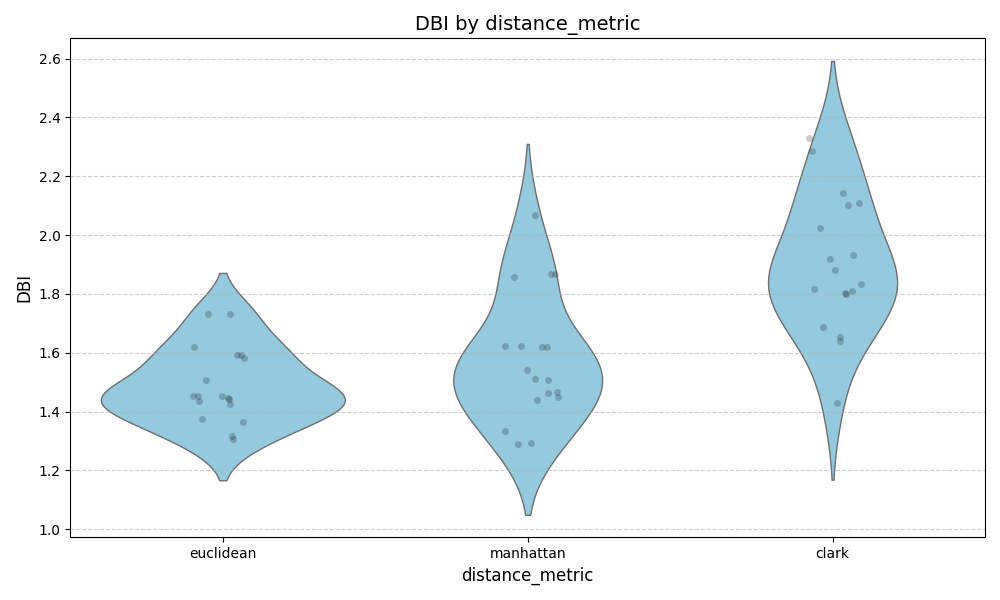 DBI by distance_metric
2.6
2.4
2.2
2.0
1.8
1.6
1.4
1.2
1.0
DBI
euclidean manhattan clark
distance_metric